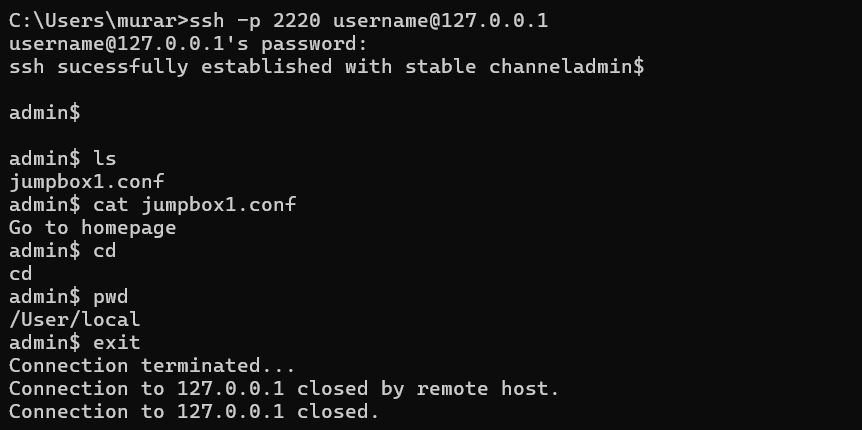 C:\Users\murar>ssh -p 2220 username@127.0.0.1
username@127.0.0.1's password:
ssh sucessfully established with stable channeladmin$
admin$
admin$ ls
jumpbox1.conf
admin$ cat jumpbox1.conf
Go to homepage
admin$ cd
cd
admin$ pwd
/User/local
admin$ exit
Connection terminated...
Connection to 127.0.0.1 closed by remote host.
Connection to 127.0.0.1 closed.